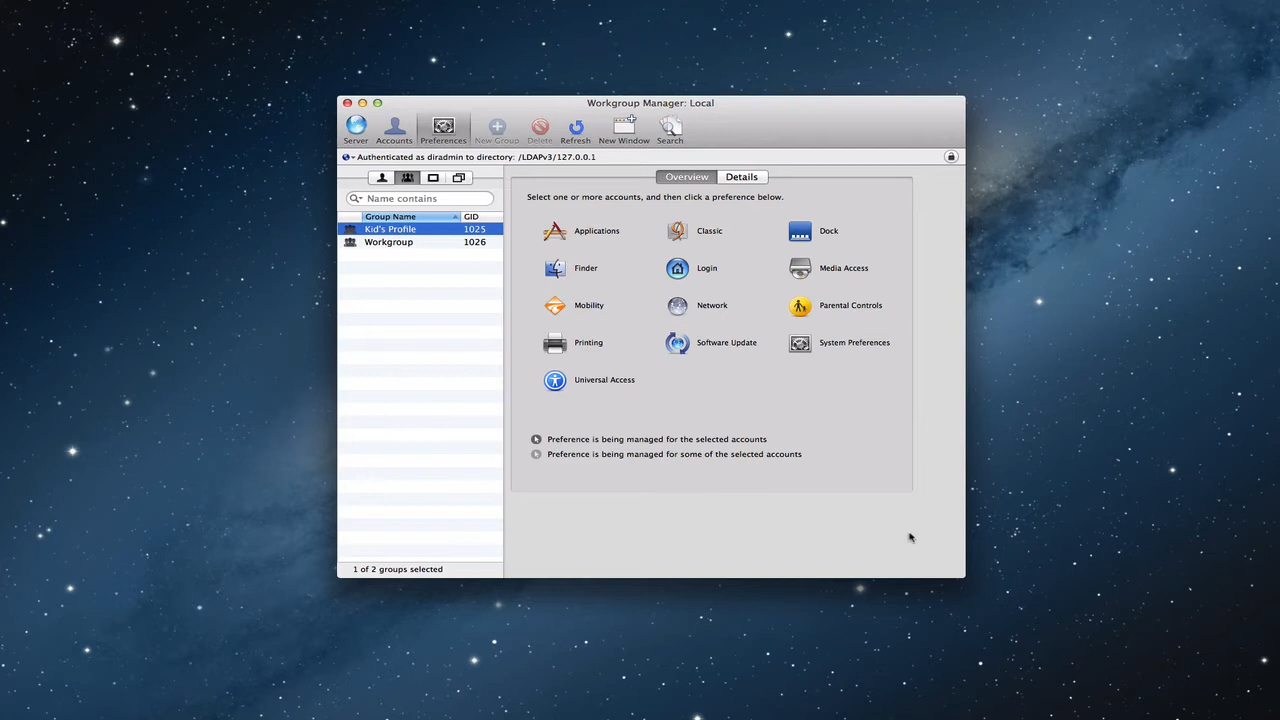 Workgroup Manager: Local
Server Accounts Preferences New Group Delete Refresh New Window Search
Authenticated as diradmin to directory: /LDAPv3/127.0.0.1
Overview Details
Name contains
Select one or more accounts, and then click a preference below.
Group Name GID
Kid's Profile 1025
Workgroup 1026
Applications Classic Dock
Finder Login Media Access
Mobility Network Parental Controls
Printing Software Update System Preferences
Universal Access
Preference is being managed for the selected accounts
Preference is being managed for some of the selected accounts
1 of 2 groups selected